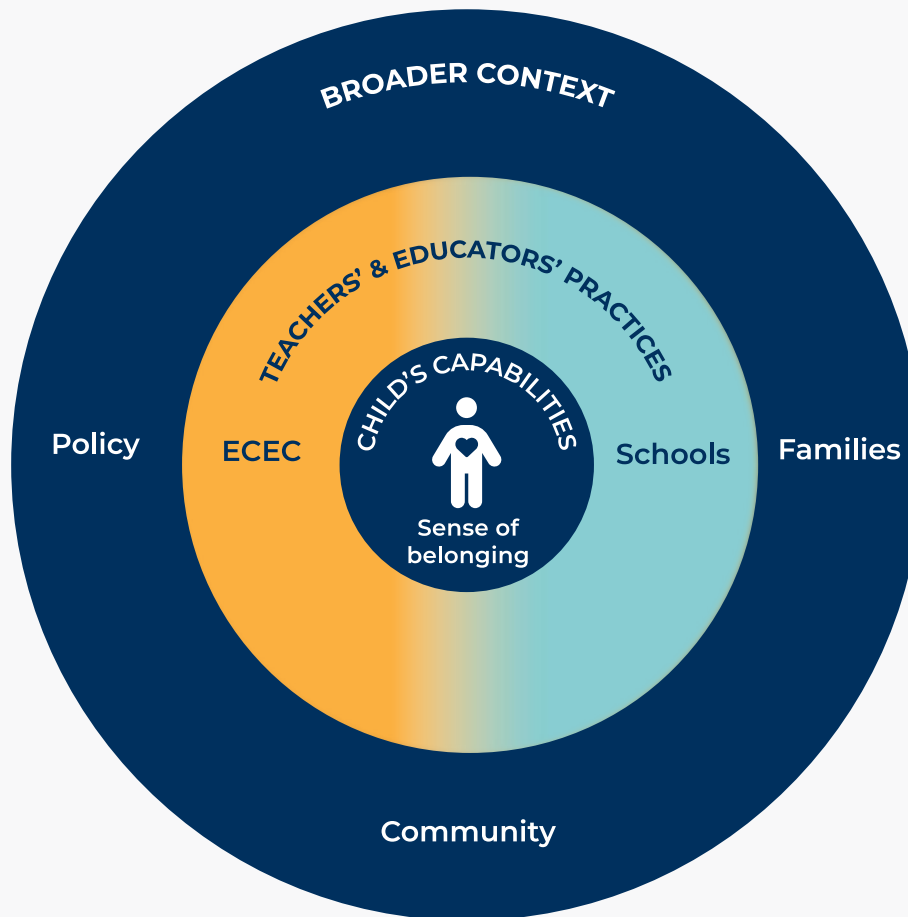 BROADER CONTEXT
TEACHERS' & EDUCATORS' PRACTICES
CHILD'S CAPABILITIES
Policy
ECEC
Schools
Families
Sense of
belonging
Community